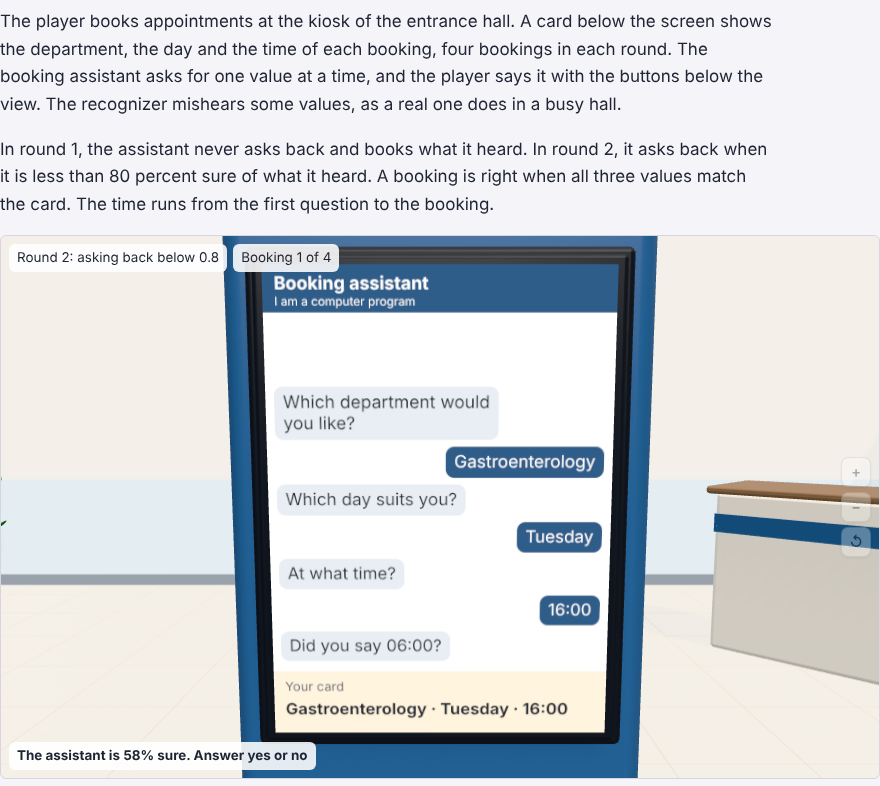 The player books appointments at the kiosk of the entrance hall. A card below the screen shows
the department, the day and the time of each booking, four bookings in each round. The
booking assistant asks for one value at a time, and the player says it with the buttons below the
view. The recognizer mishears some values, as a real one does in a busy hall.
In round 1, the assistant never asks back and books what it heard. In round 2, it asks back when
it is less than 80 percent sure of what it heard. A booking is right when all three values match
the card. The time runs from the first question to the booking.
Round 2: asking back below 0.8
Booking 1 of 4
Booking assistant
I am a computer program
Which department would
you like?
Gastroenterology
Which day suits you?
Tuesday
At what time?
16:00
Did you say 06:00?
Your card
Gastroenterology · Tuesday · 16:00
The assistant is 58% sure. Answer yes or no